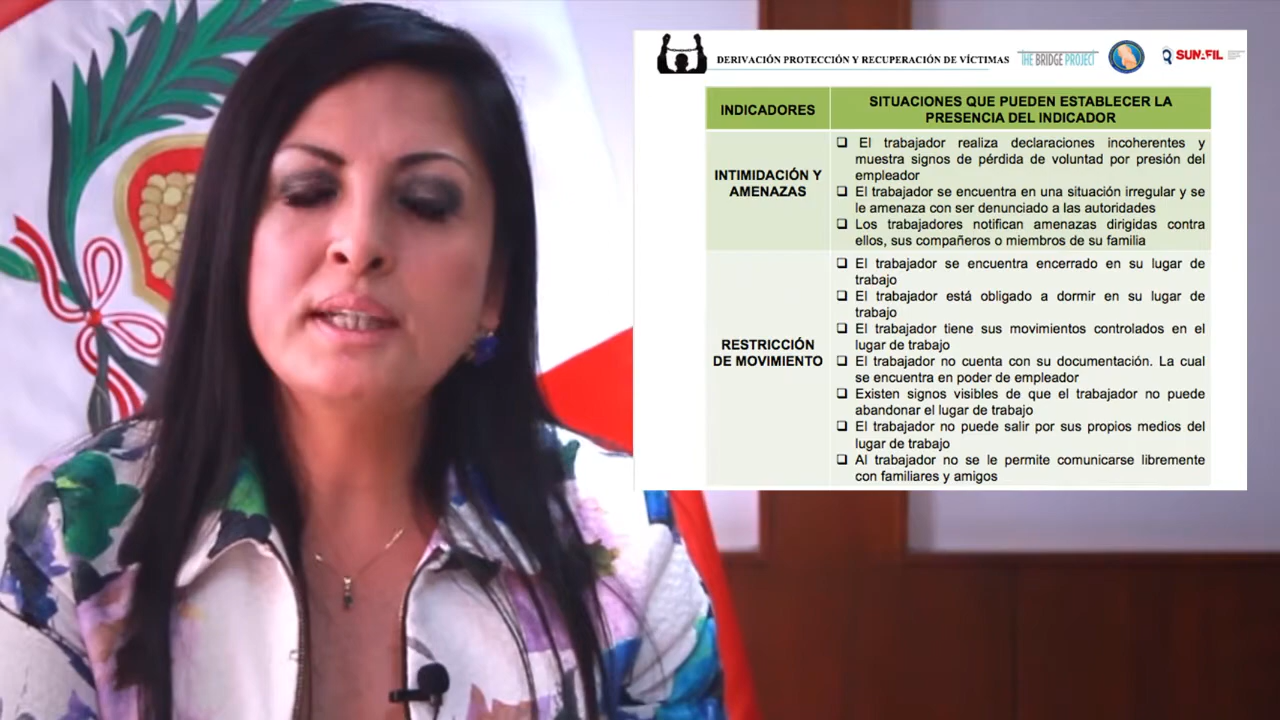 DERIVACIÓN PROTECCIÓN Y RECUPERACIÓN DE VÍCTIMAS
THE BRIDGE PROJECT
SUNAFIL
INDICADORES
SITUACIONES QUE PUEDEN ESTABLECER LA
PRESENCIA DEL INDICADOR
INTIMIDACIÓN Y
AMENAZAS
El trabajador realiza declaraciones incoherentes y
muestra signos de pérdida de voluntad por presión del
empleador
El trabajador se encuentra en una situación irregular y se
le amenaza con ser denunciado a las autoridades
Los trabajadores notifican amenazas dirigidas contra
ellos, sus compañeros o miembros de su familia
RESTRICCIÓN
DE MOVIMIENTO
El trabajador se encuentra encerrado en su lugar de
trabajo
El trabajador está obligado a dormir en su lugar de
trabajo
El trabajador tiene sus movimientos controlados en el
lugar de trabajo
El trabajador no cuenta con su documentación. La cual
se encuentra en poder de empleador
Existen signos visibles de que el trabajador no puede
abandonar el lugar de trabajo
El trabajador no puede salir por sus propios medios del
lugar de trabajo
Al trabajador no se le permite comunicarse libremente
con familiares y amigos